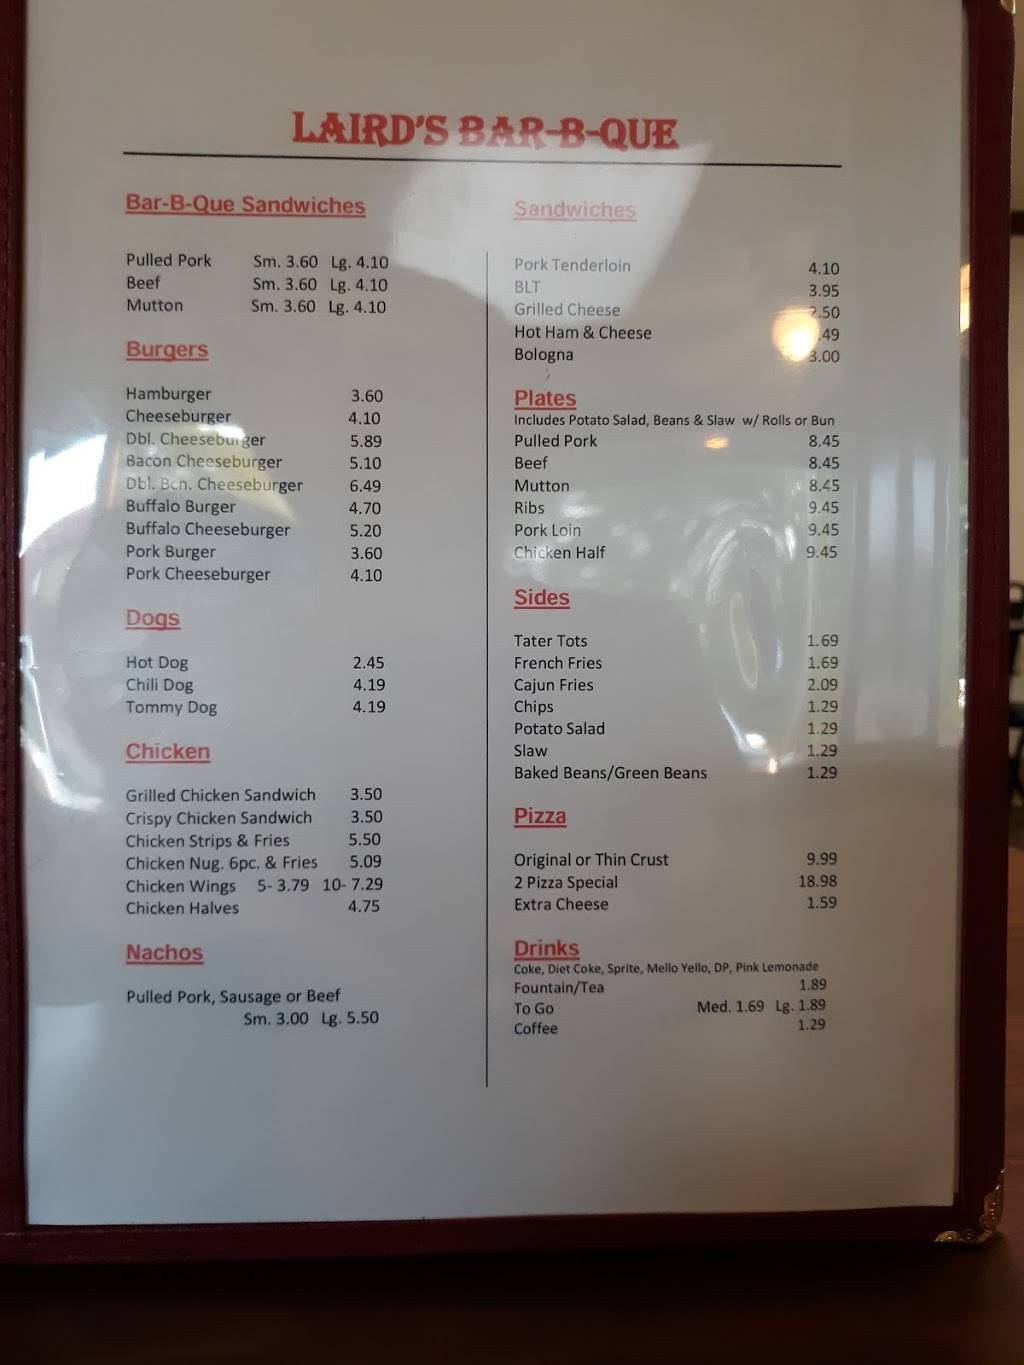 LAIRD'S BAR-B-QUE
Bar-B-Que Sandwiches
Pulled Pork Sm. 3.60 Lg. 4.10
Beef Sm. 3.60 Lg. 4.10
Mutton Sm. 3.60 Lg. 4.10
Burgers
Hamburger 3.60
Cheeseburger 4.10
Dbl. Cheeseburger 5.89
Bacon Cheeseburger 5.10
Dbl. Bcn. Cheeseburger 6.49
Buffalo Burger 4.70
Buffalo Cheeseburger 5.20
Pork Burger 3.60
Pork Cheeseburger 4.10
Dogs
Hot Dog 2.45
Chili Dog 4.19
Tommy Dog 4.19
Chicken
Grilled Chicken Sandwich 3.50
Crispy Chicken Sandwich 3.50
Chicken Strips & Fries 5.50
Chicken Nug. 6pc. & Fries 5.09
Chicken Wings 5- 3.79 10- 7.29
Chicken Halves 4.75
Nachos
Pulled Pork, Sausage or Beef
Sm. 3.00 Lg. 5.50
Sandwiches
Pork Tenderloin 4.10
BLT 3.95
Grilled Cheese 2.50
Hot Ham & Cheese
Bologna 3.00
Plates
Includes Potato Salad, Beans & Slaw w/ Rolls or Bun
Pulled Pork 8.45
Beef 8.45
Mutton 8.45
Ribs 9.45
Pork Loin 9.45
Chicken Half 9.45
Sides
Tater Tots 1.69
French Fries 1.69
Cajun Fries 2.09
Chips 1.29
Potato Salad 1.29
Slaw 1.29
Baked Beans/Green Beans 1.29
Pizza
Original or Thin Crust 9.99
2 Pizza Special 18.98
Extra Cheese 1.59
Drinks
Coke, Diet Coke, Sprite, Mello Yello, DP, Pink Lemonade
Fountain/Tea 1.89
To Go Med. 1.69 Lg. 1.89
Coffee 1.29